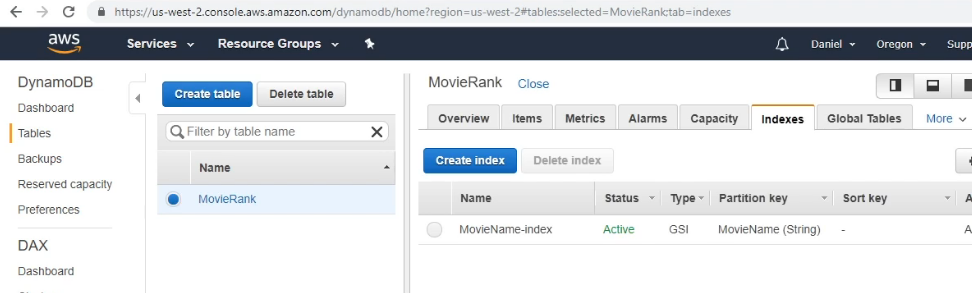 https://us-west-2.console.aws.amazon.com/dynamodb/home?region=us-west-2#tables:selected=MovieRank;tab=indexes
aws Services Resource Groups Daniel Oregon Supp
DynamoDB
Dashboard
Tables
Backups
Reserved capacity
Preferences
DAX
Dashboard
Create table Delete table
Filter by table name
Name
MovieRank
MovieRank Close
Overview Items Metrics Alarms Capacity Indexes Global Tables More
Create index Delete index
Name Status Type Partition key Sort key A
MovieName-index Active GSI MovieName (String) - A